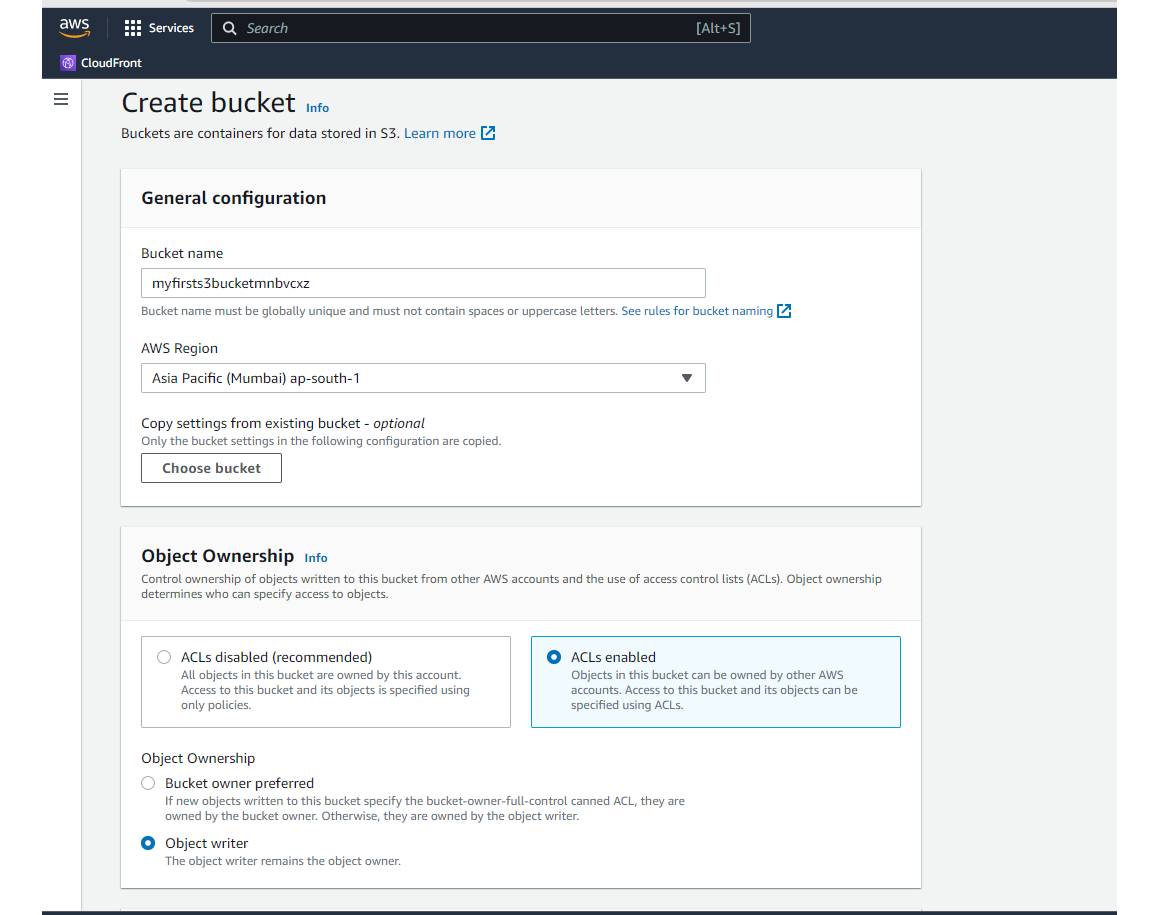 aws
Services
Search
[Alt+S]
CloudFront
Create bucket Info
Buckets are containers for data stored in S3. Learn more
General configuration
Bucket name
myfirsts3bucketmnbvcxz
Bucket name must be globally unique and must not contain spaces or uppercase letters. See rules for bucket naming
AWS Region
Asia Pacific (Mumbai) ap-south-1
Copy settings from existing bucket - optional
Only the bucket settings in the following configuration are copied.
Choose bucket
Object Ownership Info
Control ownership of objects written to this bucket from other AWS accounts and the use of access control lists (ACLs). Object ownership
determines who can specify access to objects.
ACLs disabled (recommended)
All objects in this bucket are owned by this account.
Access to this bucket and its objects is specified using
only policies.
ACLs enabled
Objects in this bucket can be owned by other AWS
accounts. Access to this bucket and its objects can be
specified using ACLs.
Object Ownership
Bucket owner preferred
If new objects written to this bucket specify the bucket-owner-full-control canned ACL, they are
owned by the bucket owner. Otherwise, they are owned by the object writer.
Object writer
The object writer remains the object owner.